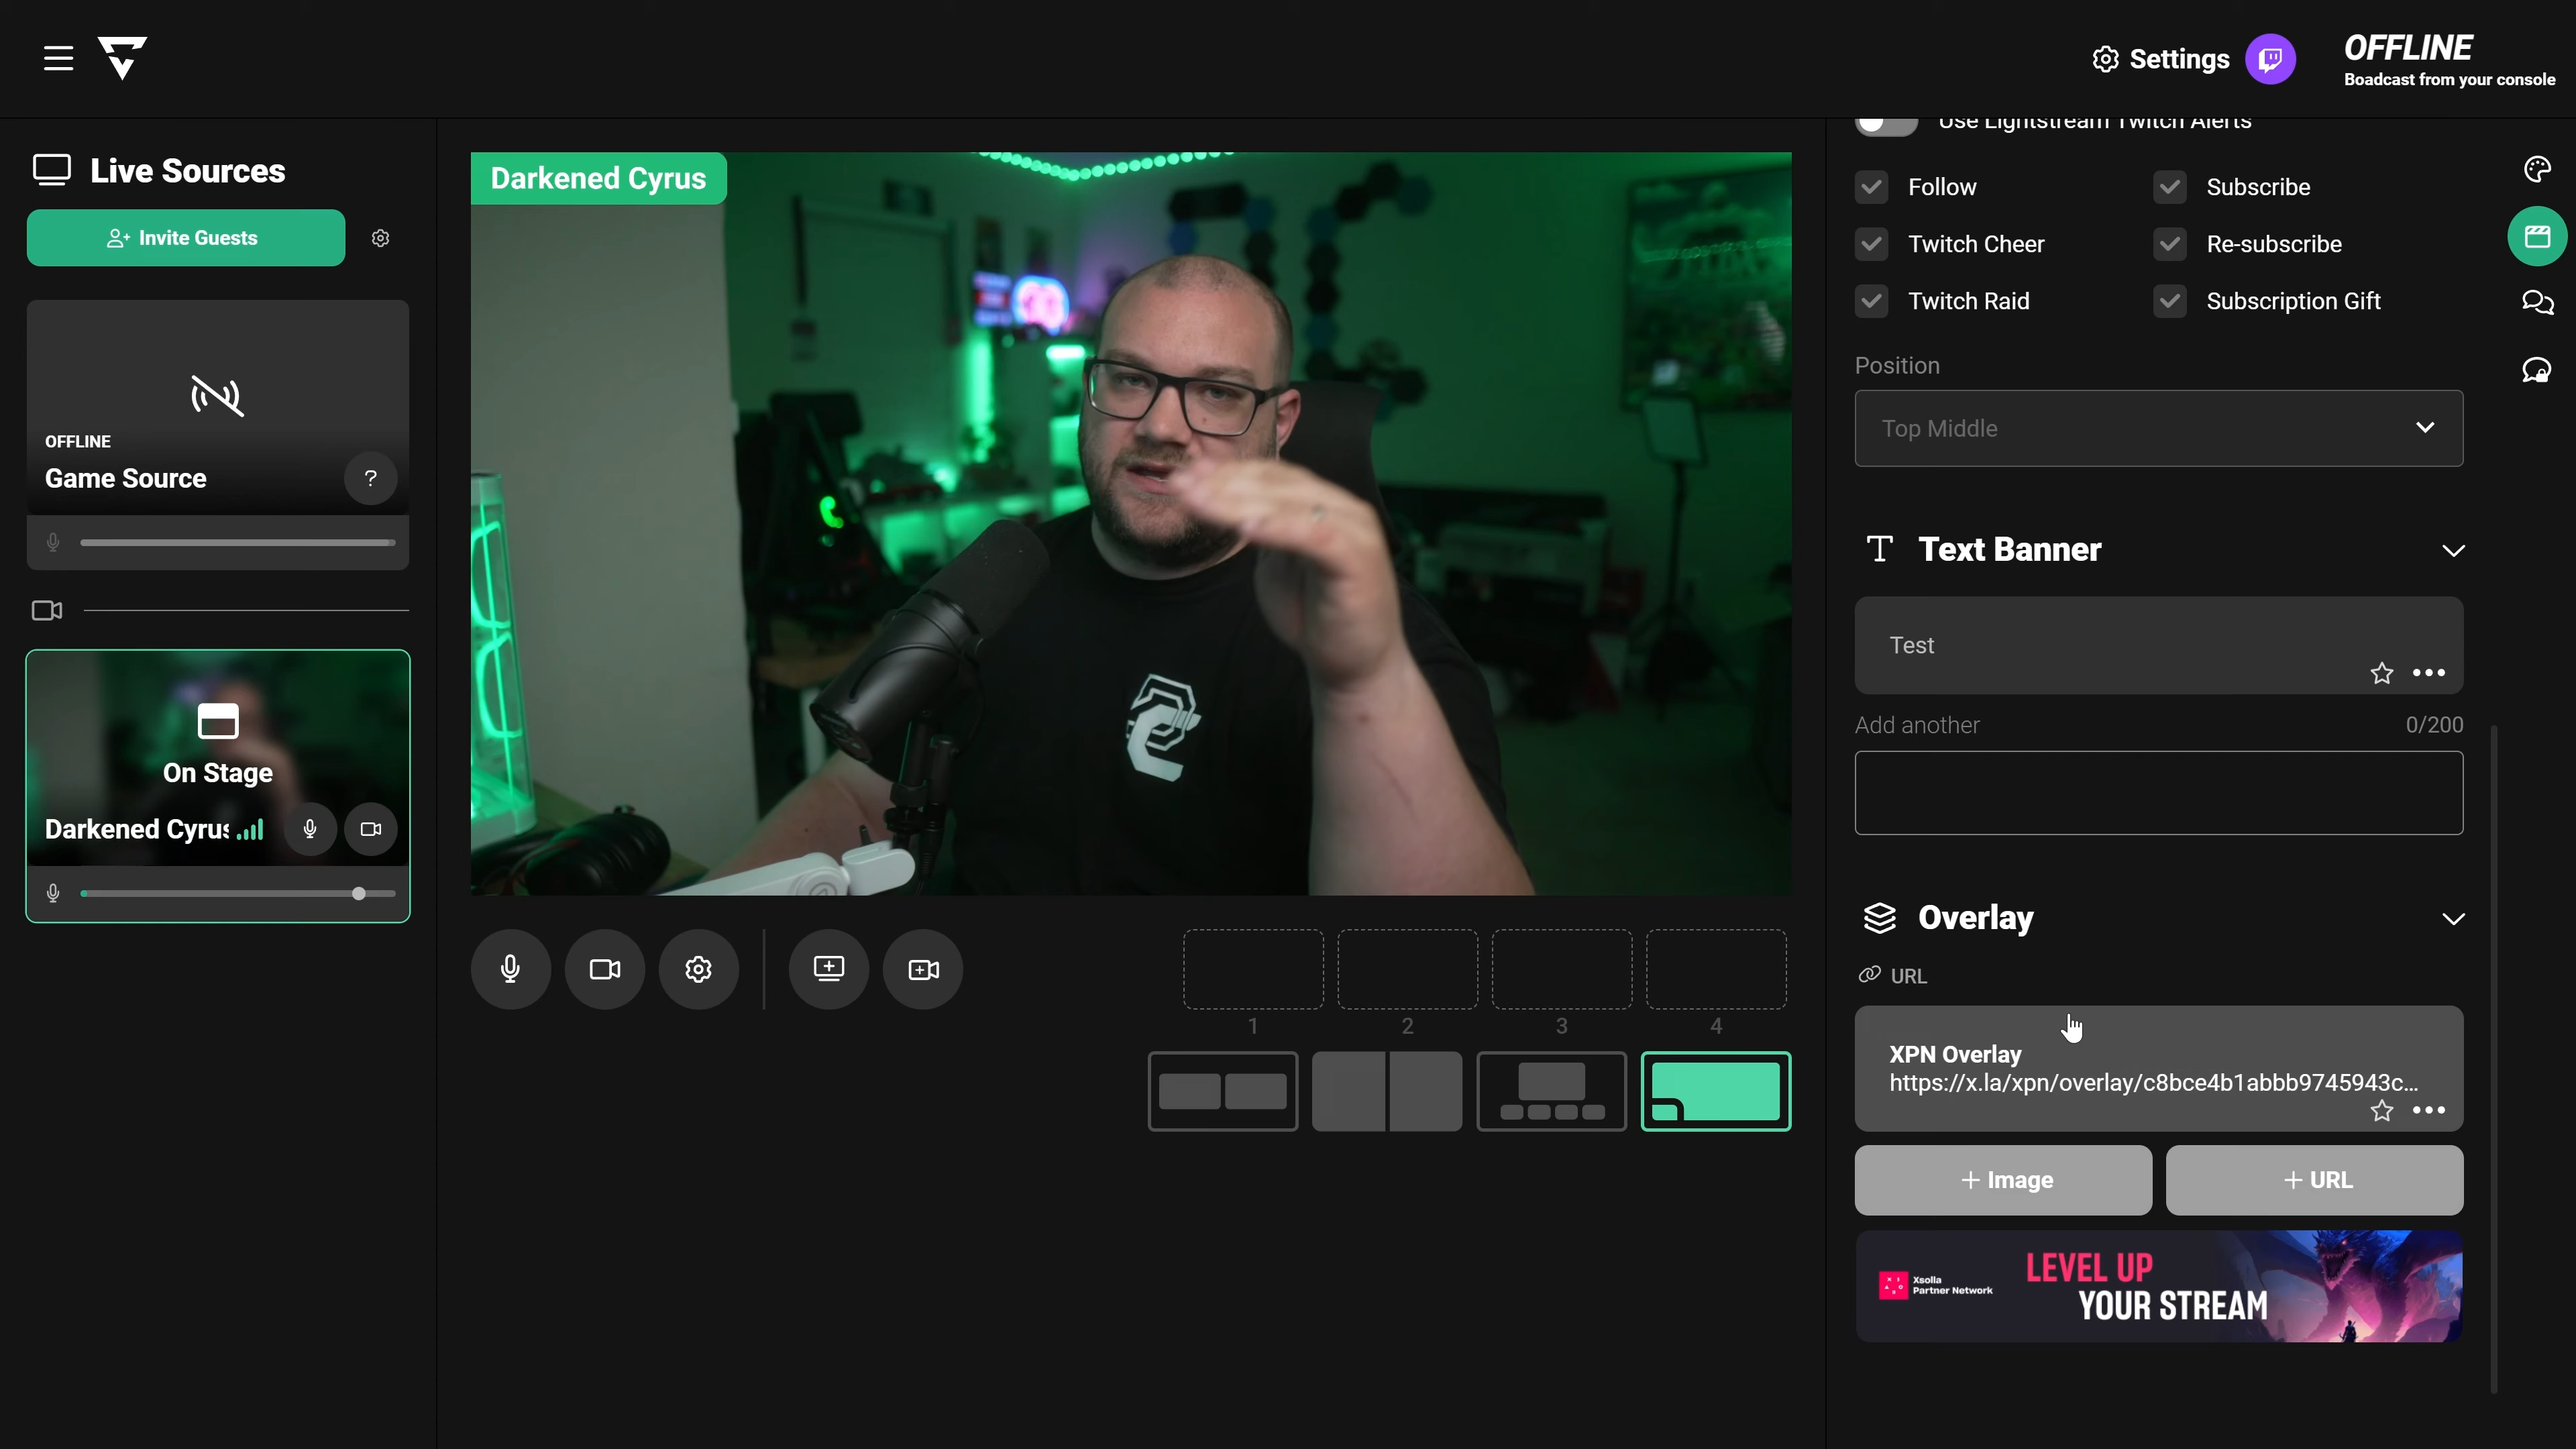 Settings
OFFLINE
Boadcast from your console
Live Sources
Invite Guests
OFFLINE
Game Source
?
On Stage
Darkened Cyrus
Darkened Cyrus
1
2
3
4
Use Lightstream Twitch Alerts
Follow
Subscribe
Twitch Cheer
Re-subscribe
Twitch Raid
Subscription Gift
Position
Top Middle
Text Banner
Test
Add another
0/200
Overlay
URL
XPN Overlay
https://x.la/xpn/overlay/c8bce4b1abbb9745943c...
+ Image
+ URL
Xsolla
Partner Network
LEVEL UP
YOUR STREAM